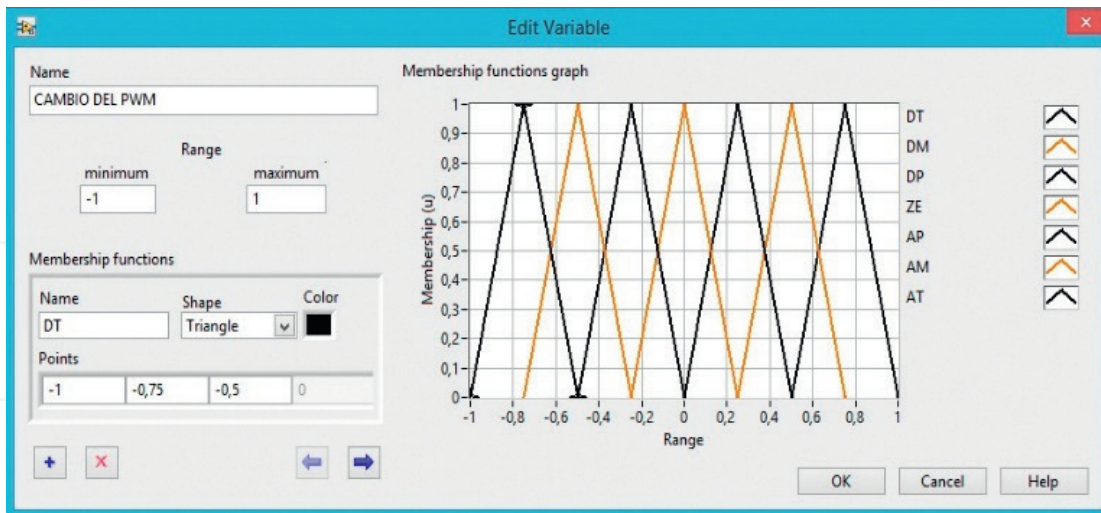 Edit Variable
Name
CAMBIO DEL PWM
Range
minimum
maximum
-1
1
Membership functions
Name
Shape
Color
DT
Triangle
Points
-1
-0,75
-0,5
0
Membership functions graph
1
0,9
0,8
0,7
0,6
0,5
0,4
0,3
0,2
0,1
0
Membership (u)
-1
-0,8
-0,6
-0,4
-0,2
0
0,2
0,4
0,6
0,8
1
Range
DT
DM
DP
ZE
AP
AM
AT
OK
Cancel
Help